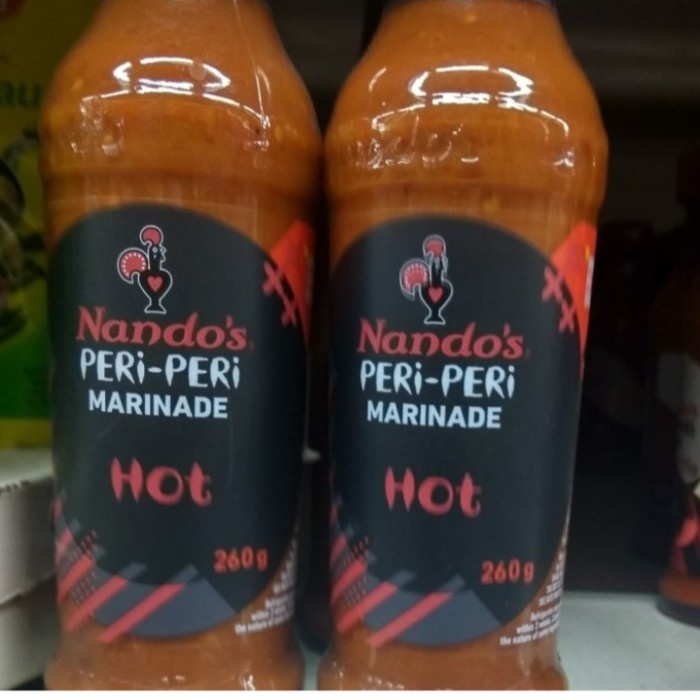 Nando's
PERi-PERi
MARINADE
Hot
260g
Nando's
PERi-PERi
MARINADE
Hot
260g